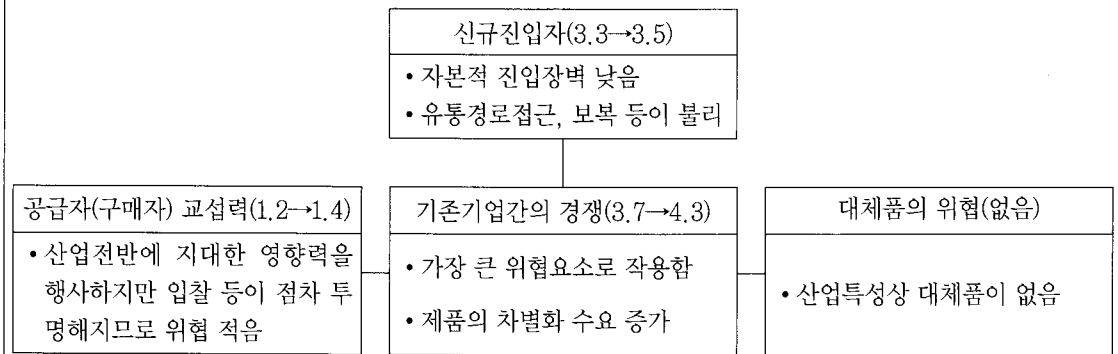 신규진입자(3.3→3.5)
• 자본적 진입장벽 낮음
• 유통경로접근, 보복 등이 불리
공급자(구매자) 교섭력(1.2→1.4)
• 산업전반에 지대한 영향력을
행사하지만 입찰 등이 점차 투
명해지므로 위협 적음
기존기업간의 경쟁(3.7→4.3)
• 가장 큰 위협요소로 작용함
• 제품의 차별화 수요 증가
대체품의 위협(없음)
• 산업특성상 대체품이 없음